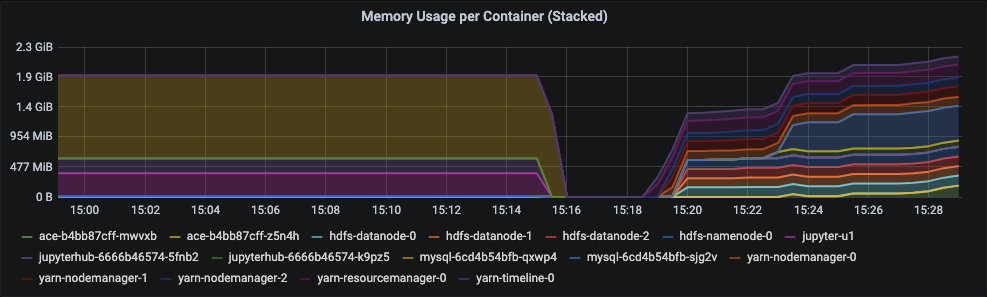 Memory Usage per Container (Stacked)
2.3 GiB
1.9 GiB
1.4 GiB
954 MiB
477 MiB
0 B
15:00 15:02 15:04 15:06 15:08 15:10 15:12 15:14 15:16 15:18 15:20 15:22 15:24 15:26 15:28
ace-b4bb87cff-mwvxb ace-b4bb87cff-z5n4h hdfs-datanode-0 hdfs-datanode-1 hdfs-datanode-2 hdfs-namenode-0 jupyter-u1
jupyterhub-6666b46574-5fnb2 jupyterhub-6666b46574-k9pz5 mysql-6cd4b54bfb-qxwp4 mysql-6cd4b54bfb-sjg2v yarn-nodemanager-0
yarn-nodemanager-1 yarn-nodemanager-2 yarn-resourcemanager-0 yarn-timeline-0